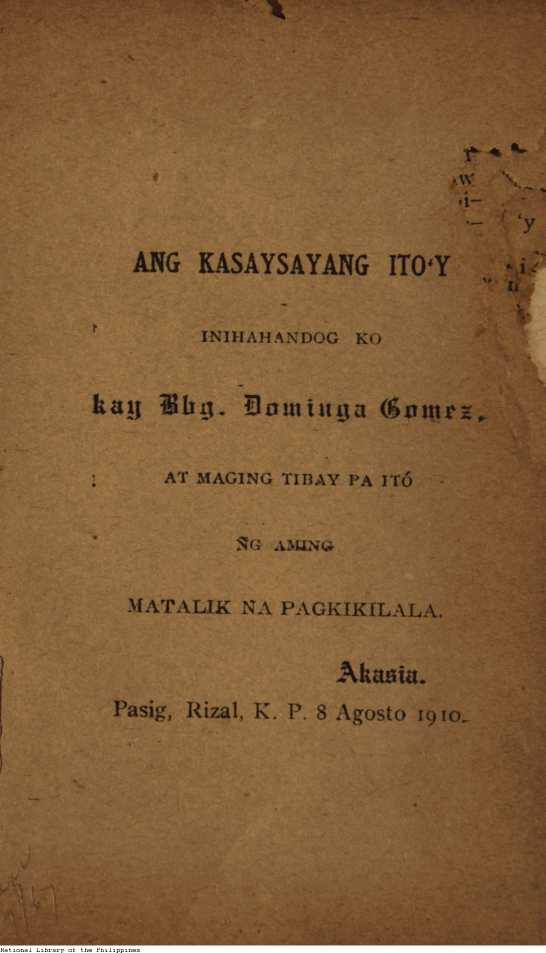 ANG KASAYSAYANG ITO‘Y
INIHAHANDOG KO
kay Bbg. Dominga Gomez.
AT MAGING TIBAY PA ITÓ
ÑG AMING
MATALIK NA PAGKIKILALA.
Akasia.
Pasig, Rizal, K. P. 8 Agosto 1910.
National Library of the Philippines